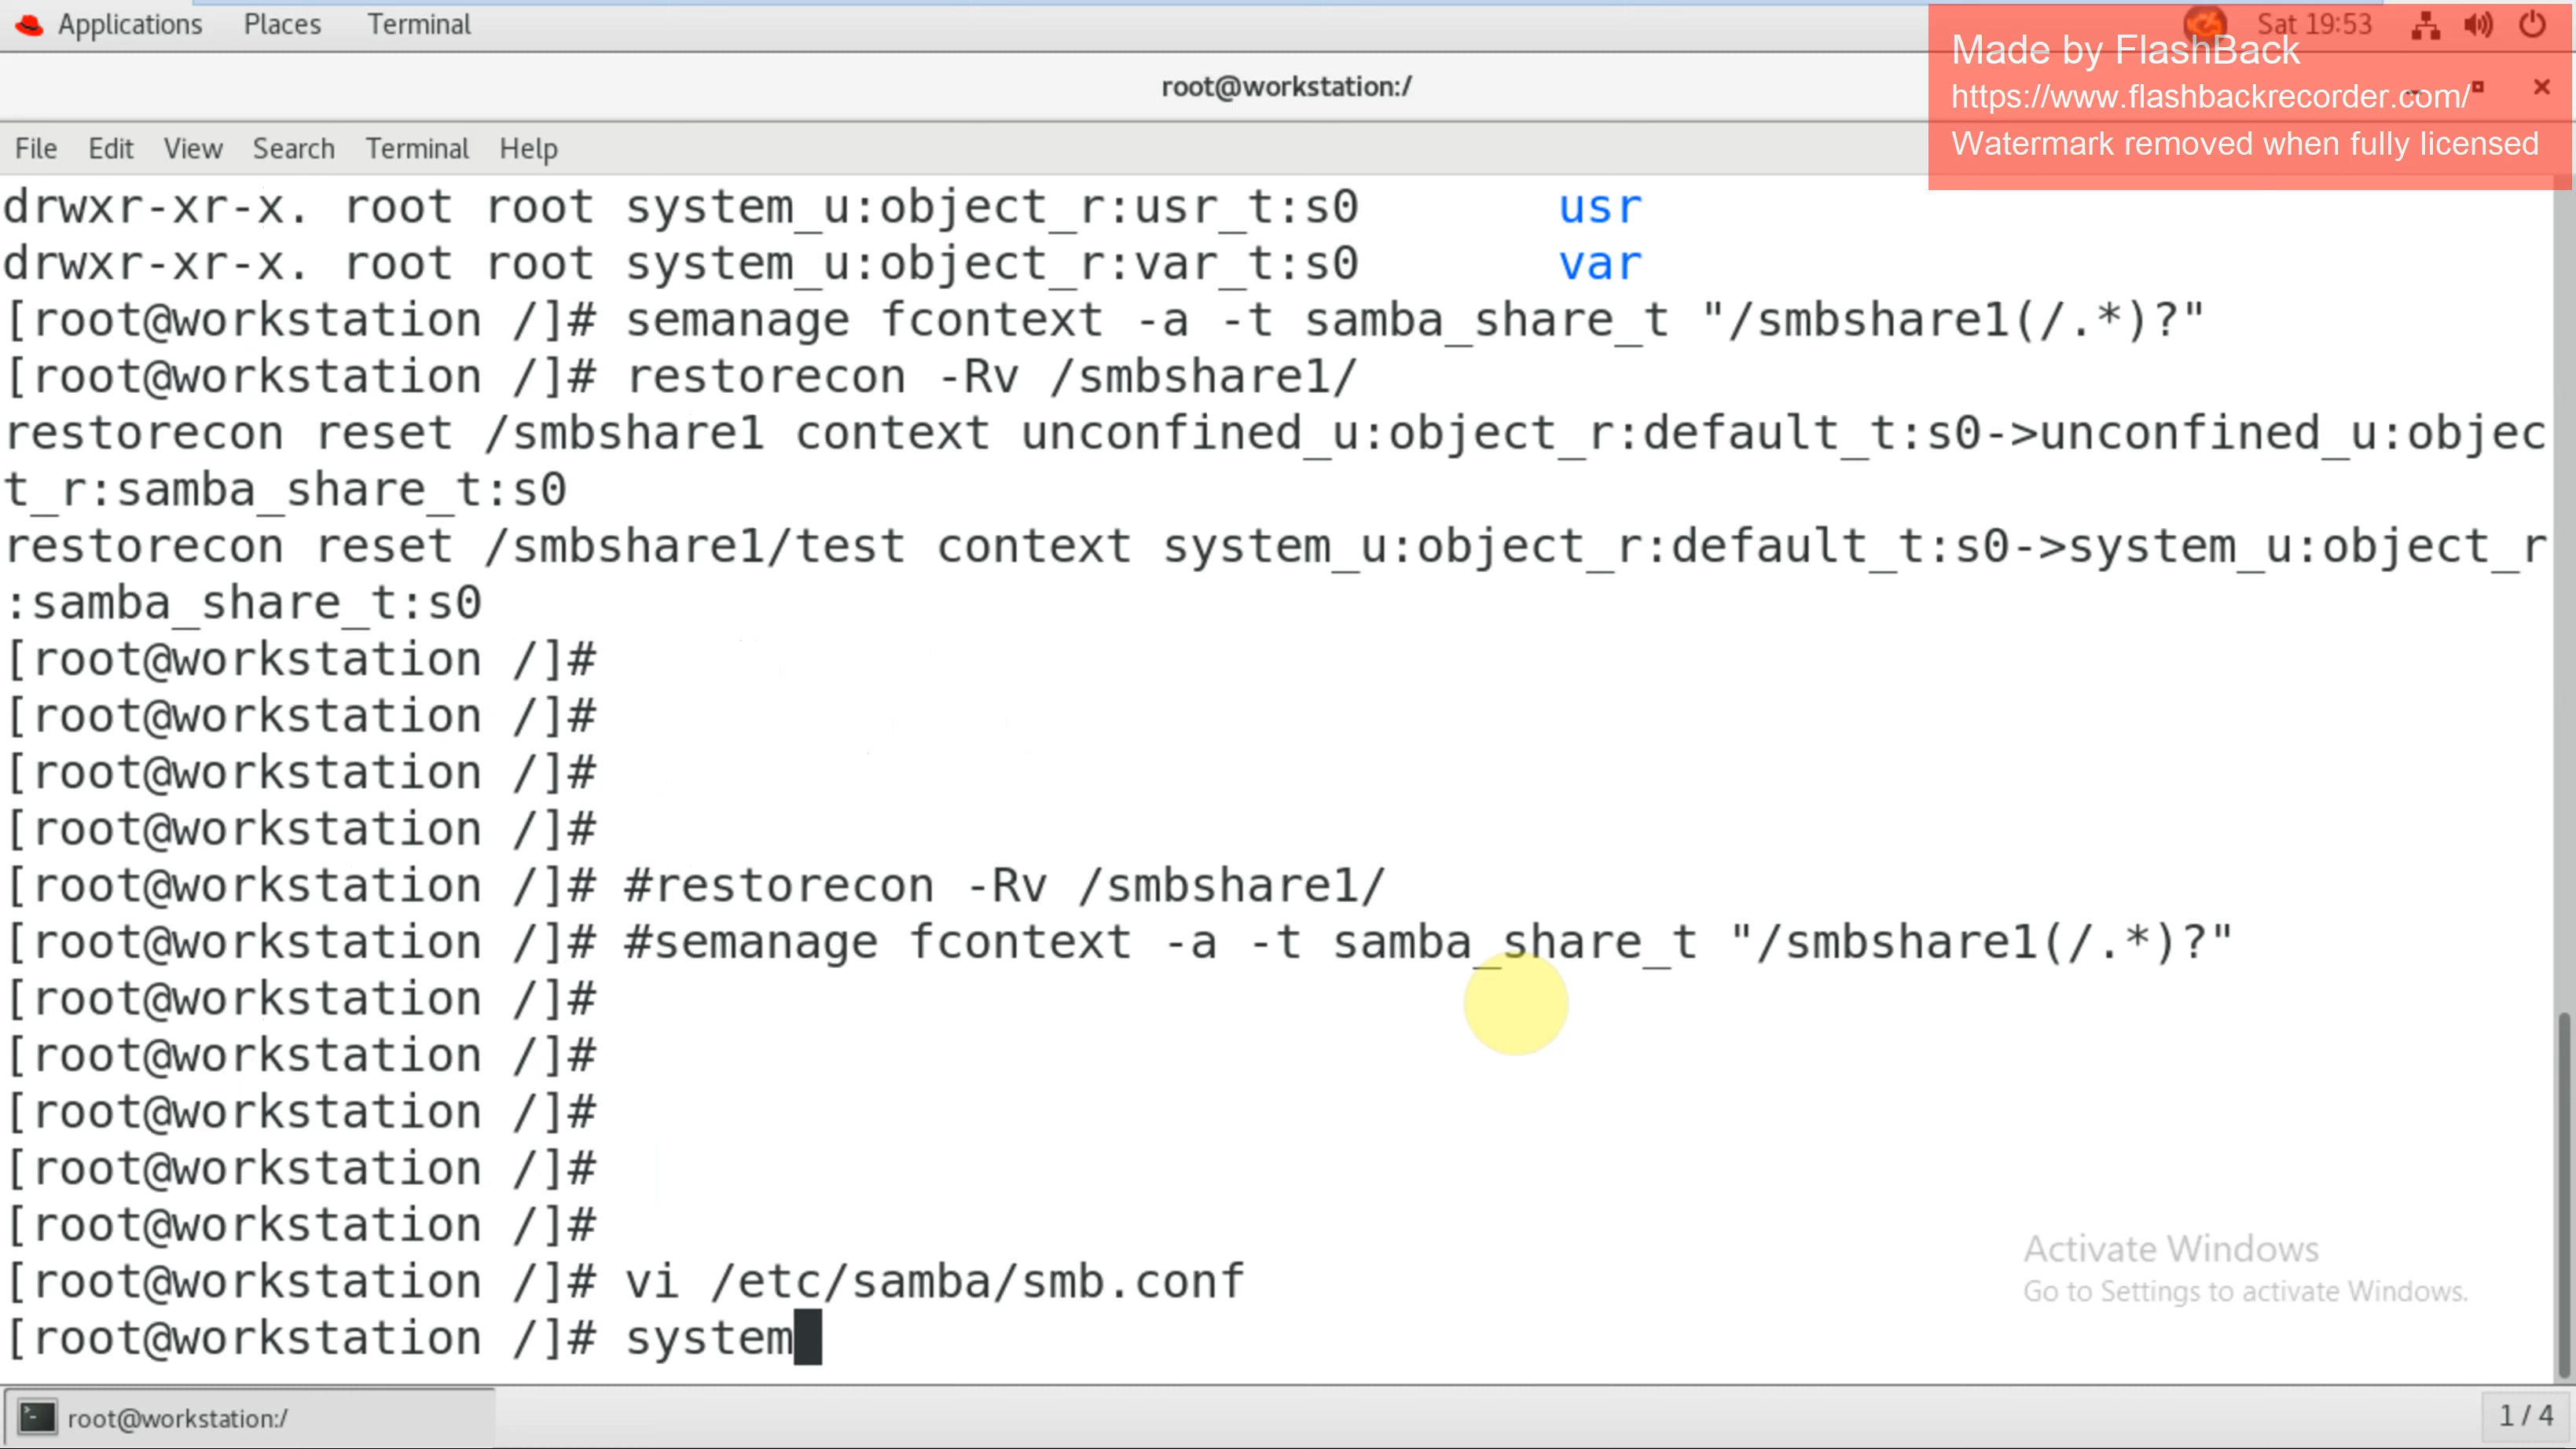 Applications Places Terminal Sat 19:53
Made by FlashBack
root@workstation:/
https://www.flashbackrecorder.com/
File Edit View Search Terminal Help
Watermark removed when fully licensed
drwxr-xr-x. root root system_u:object_r:usr_t:s0 usr
drwxr-xr-x. root root system_u:object_r:var_t:s0 var
[root@workstation /]# semanage fcontext -a -t samba_share_t "/smbshare1(/.*)?"
[root@workstation /]# restorecon -Rv /smbshare1/
restorecon reset /smbshare1 context unconfined_u:object_r:default_t:s0->unconfined_u:objec
t_r:samba_share_t:s0
restorecon reset /smbshare1/test context system_u:object_r:default_t:s0->system_u:object_r
:samba_share_t:s0
[root@workstation /]#
[root@workstation /]#
[root@workstation /]#
[root@workstation /]#
[root@workstation /]# #restorecon -Rv /smbshare1/
[root@workstation /]# #semanage fcontext -a -t samba_share_t "/smbshare1(/.*)?"
[root@workstation /]#
[root@workstation /]#
[root@workstation /]#
[root@workstation /]#
[root@workstation /]#
[root@workstation /]# vi /etc/samba/smb.conf
[root@workstation /]# system
Activate Windows
Go to Settings to activate Windows.
root@workstation:/
1 / 4